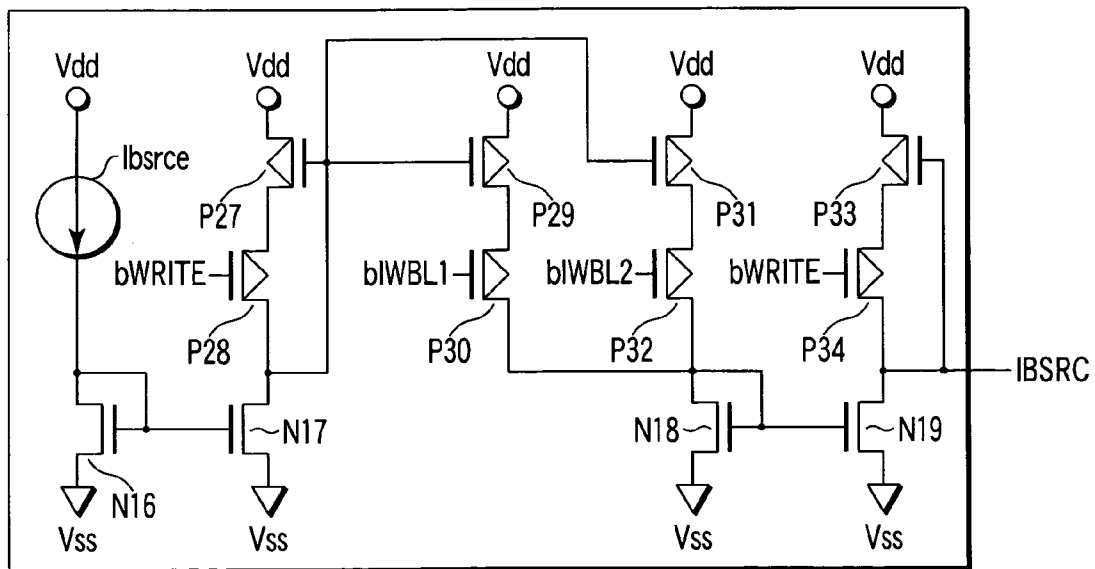 Vdd
Vdd
Vdd
Vdd
Vdd
Ibsrce
P27
P29
P31
P33
bWRITE
bIWBL1
bIWBL2
bWRITE
P28
P30
P32
P34
IBSRC
N17
N18
N19
N16
Vss
Vss
Vss
Vss